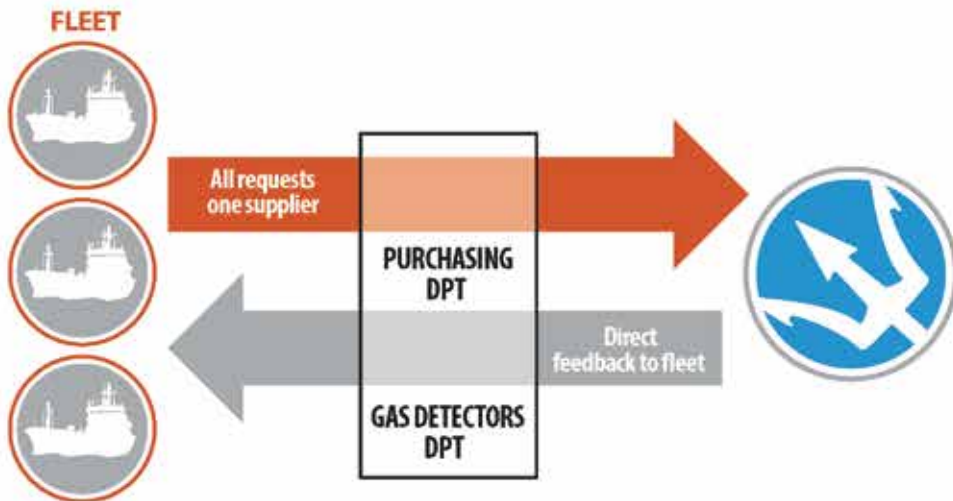 FLEET
All requests
one supplier
PURCHASING
DPT
Direct
feedback to fleet
GAS DETECTORS
DPT